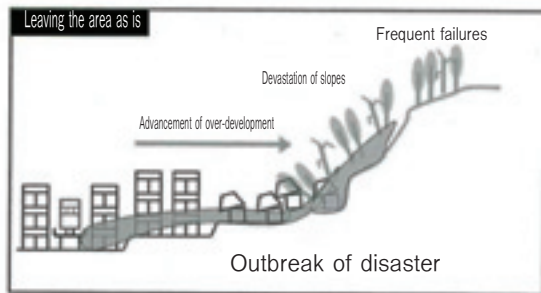 Leaving the area as is
Frequent failures
Devastation of slopes
Advancement of over-development
Outbreak of disaster